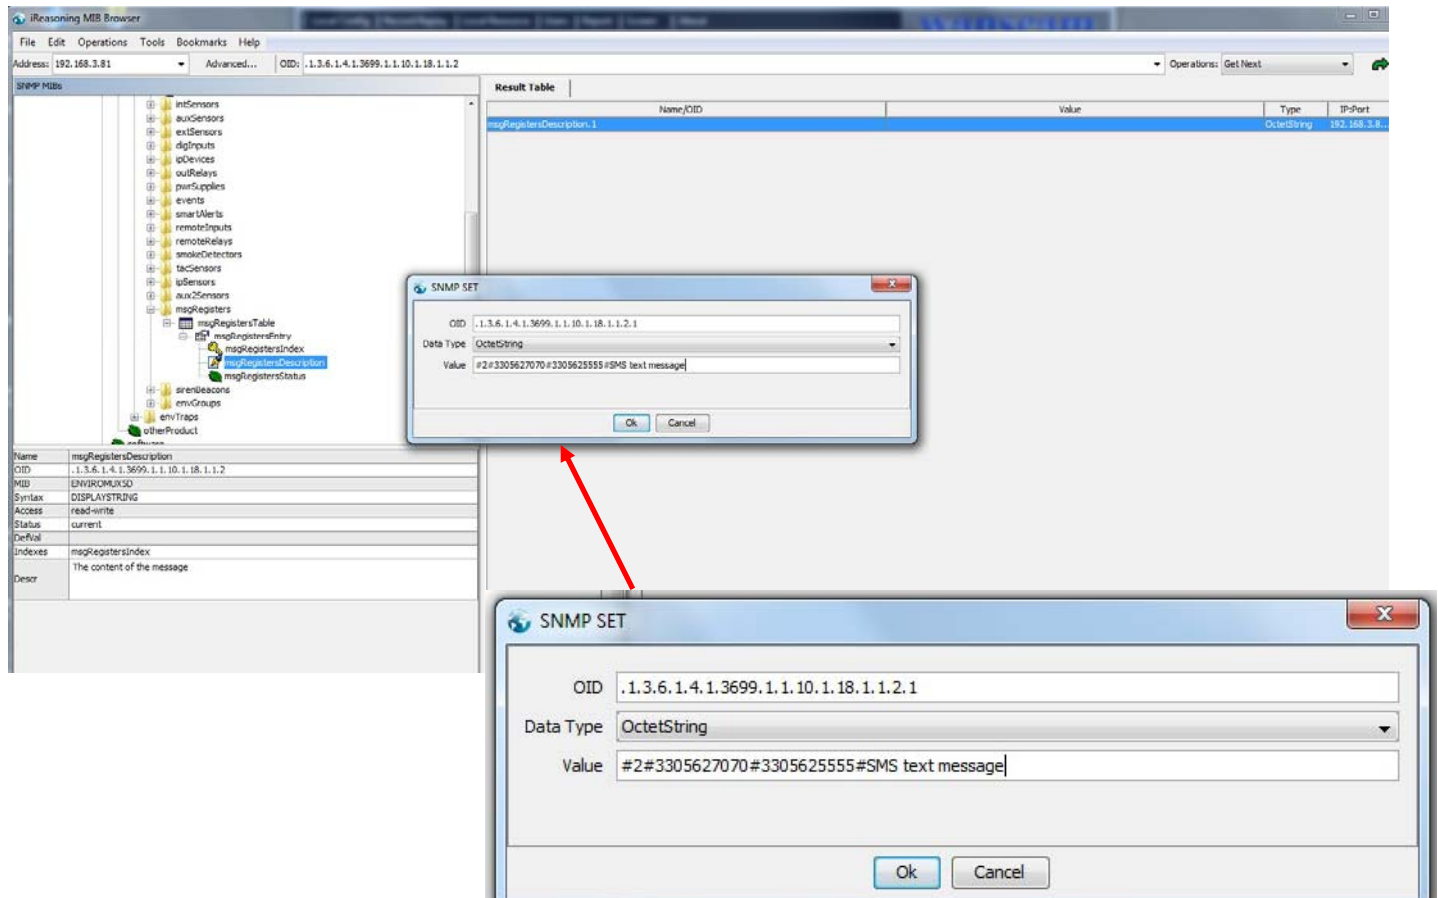 iReasoning MIB Browser
File Edit Operations Tools Bookmarks Help
Address: 192.168.3.81 Advanced... OID: .1.3.6.1.4.1.3699.1.1.10.1.18.1.1.2 Operations: Get Next
SNMP MIBs
intSensors
auxSensors
extSensors
digInputs
ipDevices
outRelays
pwrSupplies
events
smartAlerts
remoteInputs
remoteRelays
smokeDetectors
tacSensors
ipSensors
aux2Sensors
msgRegisters
msgRegistersTable
msgRegistersEntry
msgRegistersIndex
msgRegistersDescription
msgRegistersStatus
sirenBeacons
envGroups
envTraps
otherProduct
software
Name msgRegistersDescription
OID .1.3.6.1.4.1.3699.1.1.10.1.18.1.1.2
MIB ENVIROMUXSD
Syntax DISPLAYSTRING
Access read-write
Status current
DefVal
Indexes msgRegistersIndex
Descr The content of the message
Result Table
Name/OID Value Type IP:Port
msgRegistersDescription.1 OctetString 192.168.3.8...
SNMP SET
OID .1.3.6.1.4.1.3699.1.1.10.1.18.1.1.2.1
Data Type OctetString
Value #2#3305627070#3305625555#SMS text message
Ok Cancel
SNMP SET
OID .1.3.6.1.4.1.3699.1.1.10.1.18.1.1.2.1
Data Type OctetString
Value #2#3305627070#3305625555#SMS text message
Ok Cancel